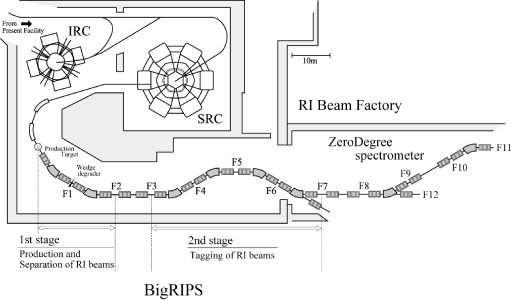 From
Present Facility
IRC
SRC
10m
RI Beam Factory
ZeroDegree
spectrometer
Production
Target
Wedge
degrader
F1
F2
F3
F4
F5
F6
F7
F8
F9
F10
F11
F12
1st stage
Production and
Separation of RI beams
2nd stage
Tagging of RI beams
BigRIPS